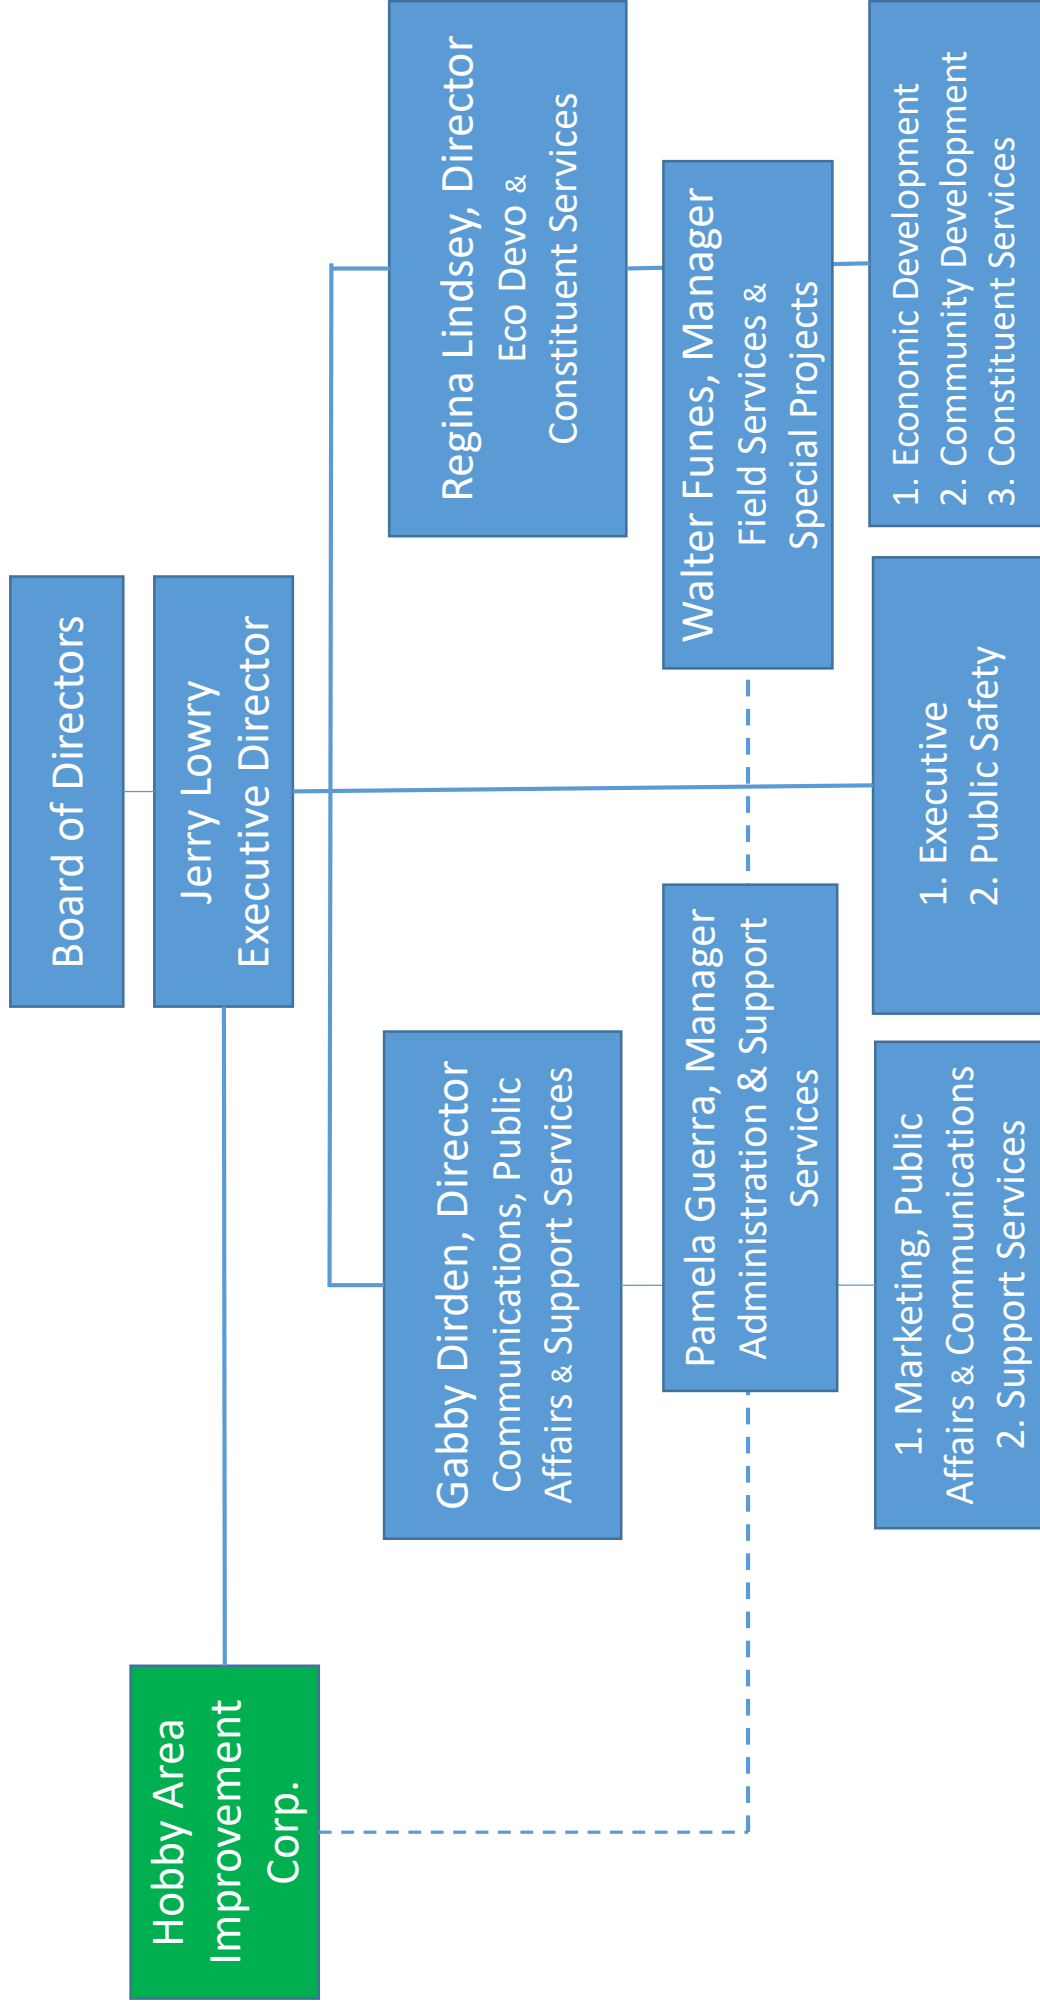 Board of Directors
Jerry Lowry
Executive Director
Hobby Area
Improvement
Corp.
Gabby Dirden, Director
Communications, Public
Affairs & Support Services
Regina Lindsey, Director
Eco Devo &
Constituent Services
Pamela Guerra, Manager
Administration & Support
Services
Walter Funes, Manager
Field Services &
Special Projects
1. Marketing, Public
Affairs & Communications
2. Support Services
1. Executive
2. Public Safety
1. Economic Development
2. Community Development
3. Constituent Services